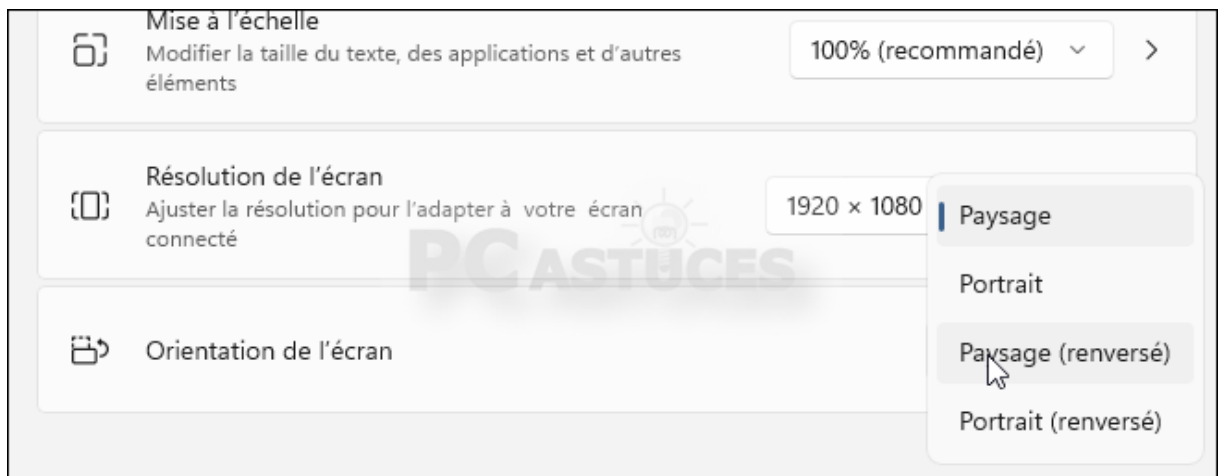 Mise à l'échelle
Modifier la taille du texte, des applications et d'autres
éléments
100% (recommandé)
Résolution de l'écran
Ajuster la résolution pour l'adapter à votre écran
connecté
1920 × 1080
PC ASTUCES
Orientation de l'écran
Paysage
Portrait
Paysage (renversé)
Portrait (renversé)